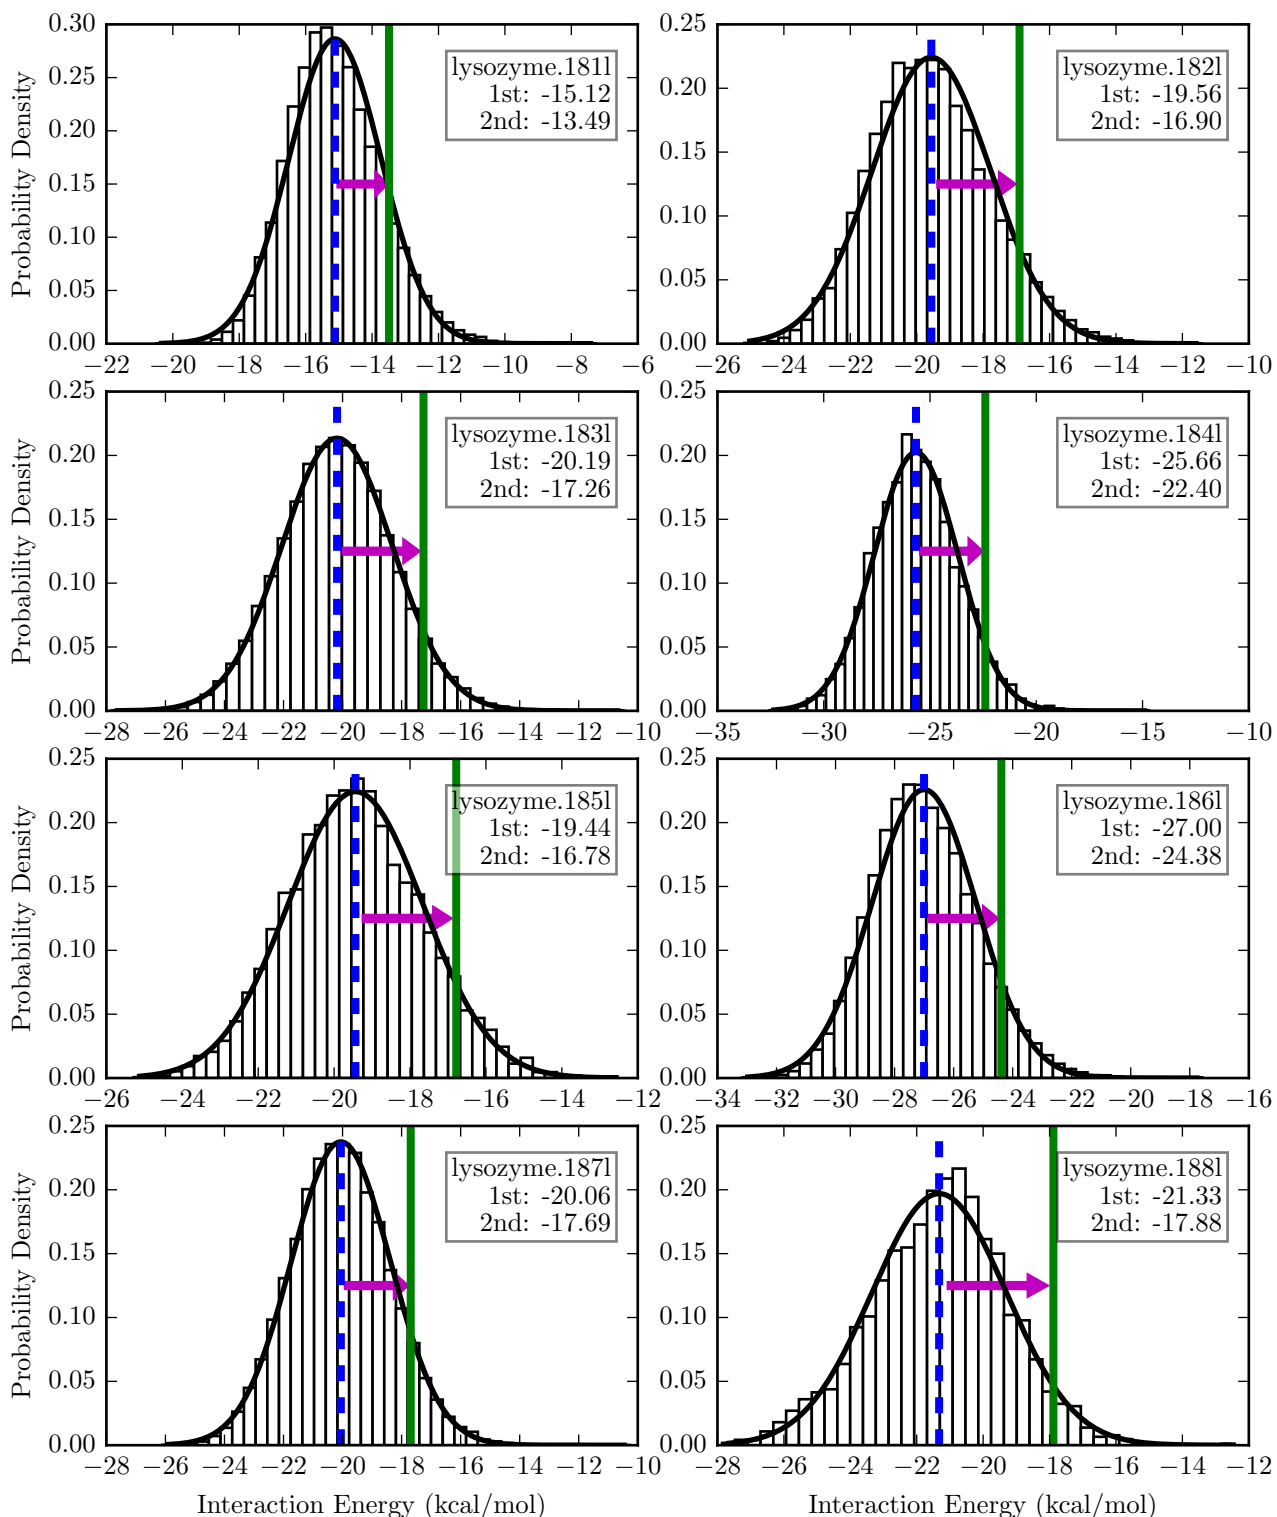 0.30
0.25
0.20
0.15
0.10
0.05
0.00
Probability Density
lysozyme.181l
1st: -15.12
2nd: -13.49
−22 −20 −18 −16 −14 −12 −10 −8 −6
0.25
0.20
0.15
0.10
0.05
0.00
lysozyme.182l
1st: -19.56
2nd: -16.90
−26 −24 −22 −20 −18 −16 −14 −12 −10
0.25
0.20
0.15
0.10
0.05
0.00
Probability Density
lysozyme.183l
1st: -20.19
2nd: -17.26
−28 −26 −24 −22 −20 −18 −16 −14 −12 −10
0.25
0.20
0.15
0.10
0.05
0.00
lysozyme.184l
1st: -25.66
2nd: -22.40
−35 −30 −25 −20 −15 −10
0.25
0.20
0.15
0.10
0.05
0.00
Probability Density
lysozyme.185l
1st: -19.44
2nd: -16.78
−26 −24 −22 −20 −18 −16 −14 −12
0.25
0.20
0.15
0.10
0.05
0.00
lysozyme.186l
1st: -27.00
2nd: -24.38
−34 −32 −30 −28 −26 −24 −22 −20 −18 −16
0.25
0.20
0.15
0.10
0.05
0.00
Probability Density
lysozyme.187l
1st: -20.06
2nd: -17.69
−28 −26 −24 −22 −20 −18 −16 −14 −12 −10
Interaction Energy (kcal/mol)
0.25
0.20
0.15
0.10
0.05
0.00
lysozyme.188l
1st: -21.33
2nd: -17.88
−28 −26 −24 −22 −20 −18 −16 −14 −12
Interaction Energy (kcal/mol)